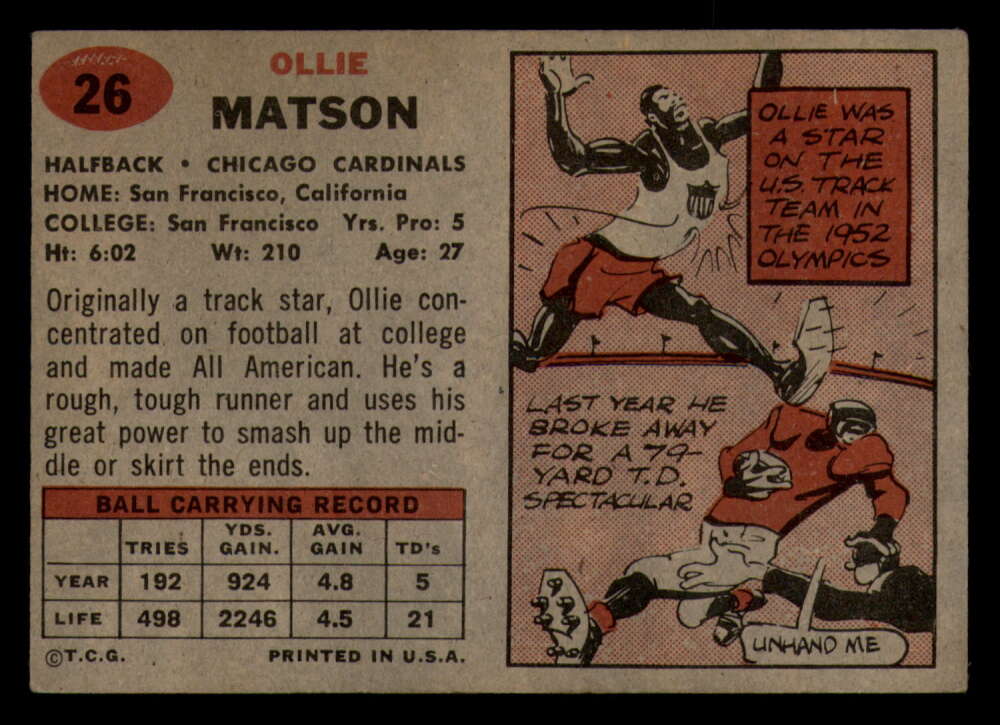 26
OLLIE
MATSON
HALFBACK • CHICAGO CARDINALS
HOME: San Francisco, California
COLLEGE: San Francisco Yrs. Pro: 5
Ht: 6:02 Wt: 210 Age: 27
Originally a track star, Ollie con-
centrated on football at college
and made All American. He's a
rough, tough runner and uses his
great power to smash up the mid-
dle or skirt the ends.
BALL CARRYING RECORD
TRIES YDS. GAIN. AVG. GAIN TD's
YEAR 192 924 4.8 5
LIFE 498 2246 4.5 21
©T.C.G. PRINTED IN U.S.A.
OLLIE WAS
A STAR
ON THE
U.S. TRACK
TEAM IN
THE 1952
OLYMPICS
LAST YEAR HE
BROKE AWAY
FOR A 79-
YARD T.D.
SPECTACULAR
UNHAND ME